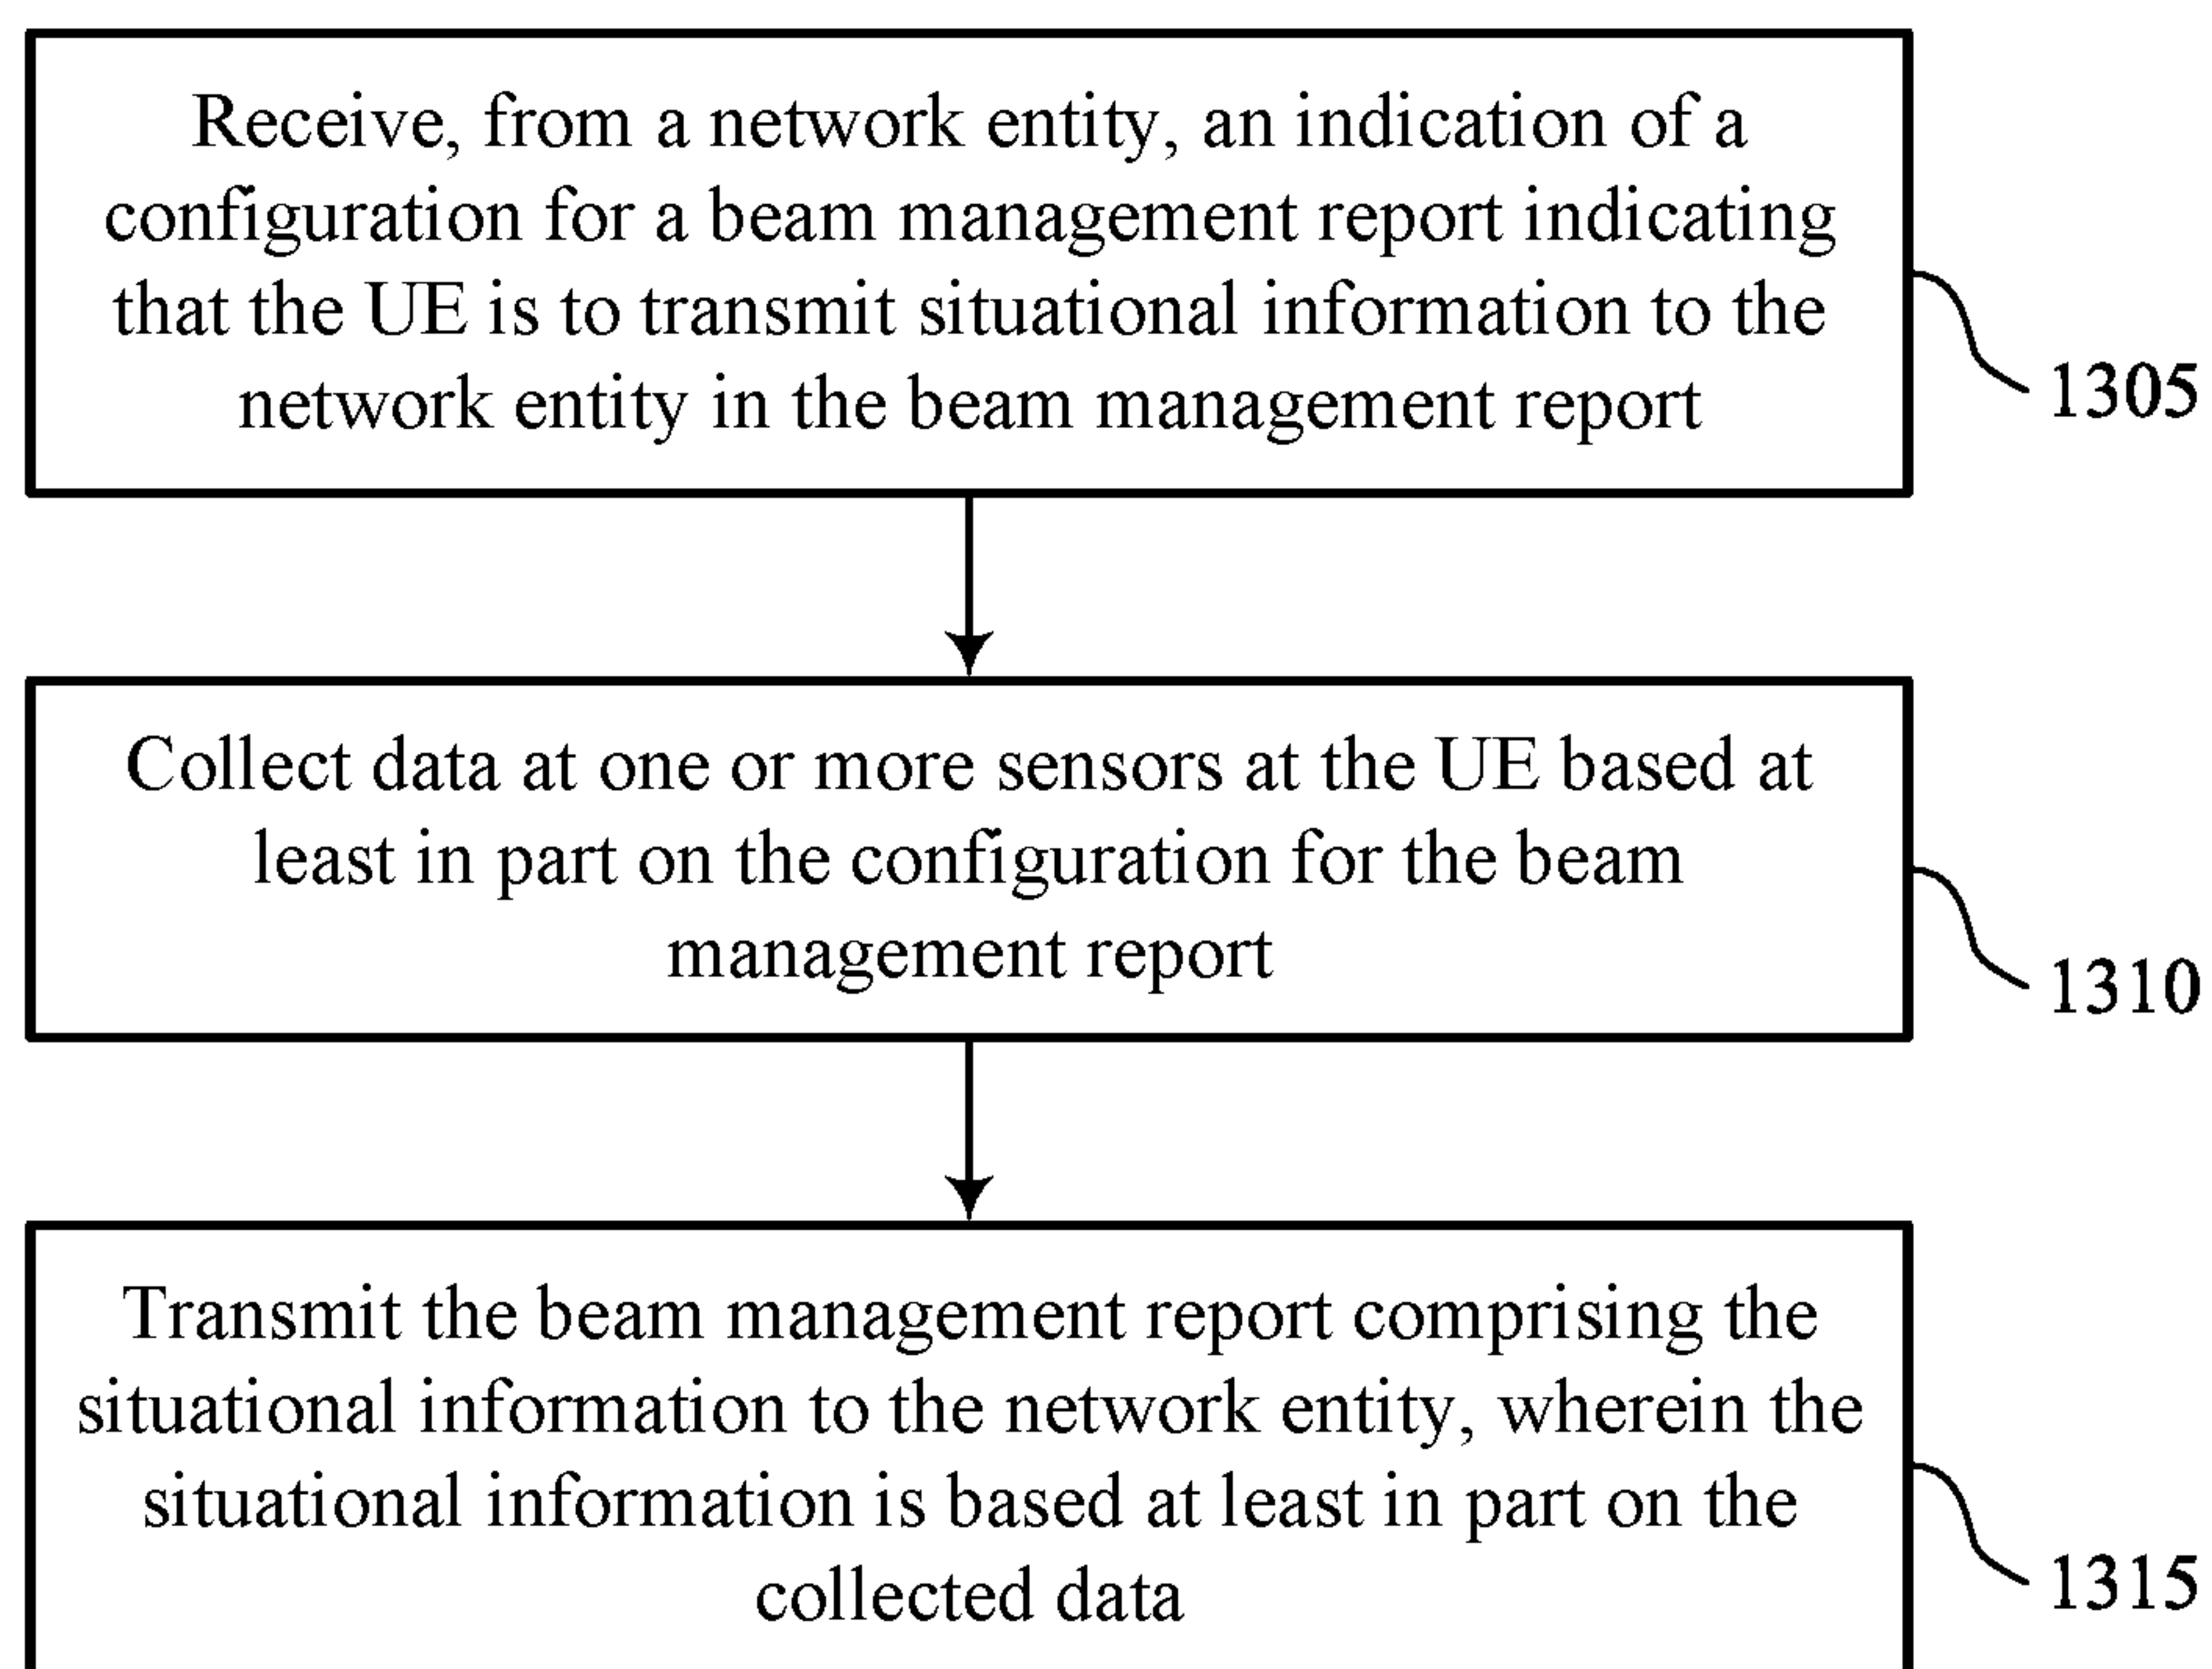 Receive, from a network entity, an indication of a
configuration for a beam management report indicating
that the UE is to transmit situational information to the
network entity in the beam management report
1305
Collect data at one or more sensors at the UE based at
least in part on the configuration for the beam
management report
1310
Transmit the beam management report comprising the
situational information to the network entity, wherein the
situational information is based at least in part on the
collected data
1315